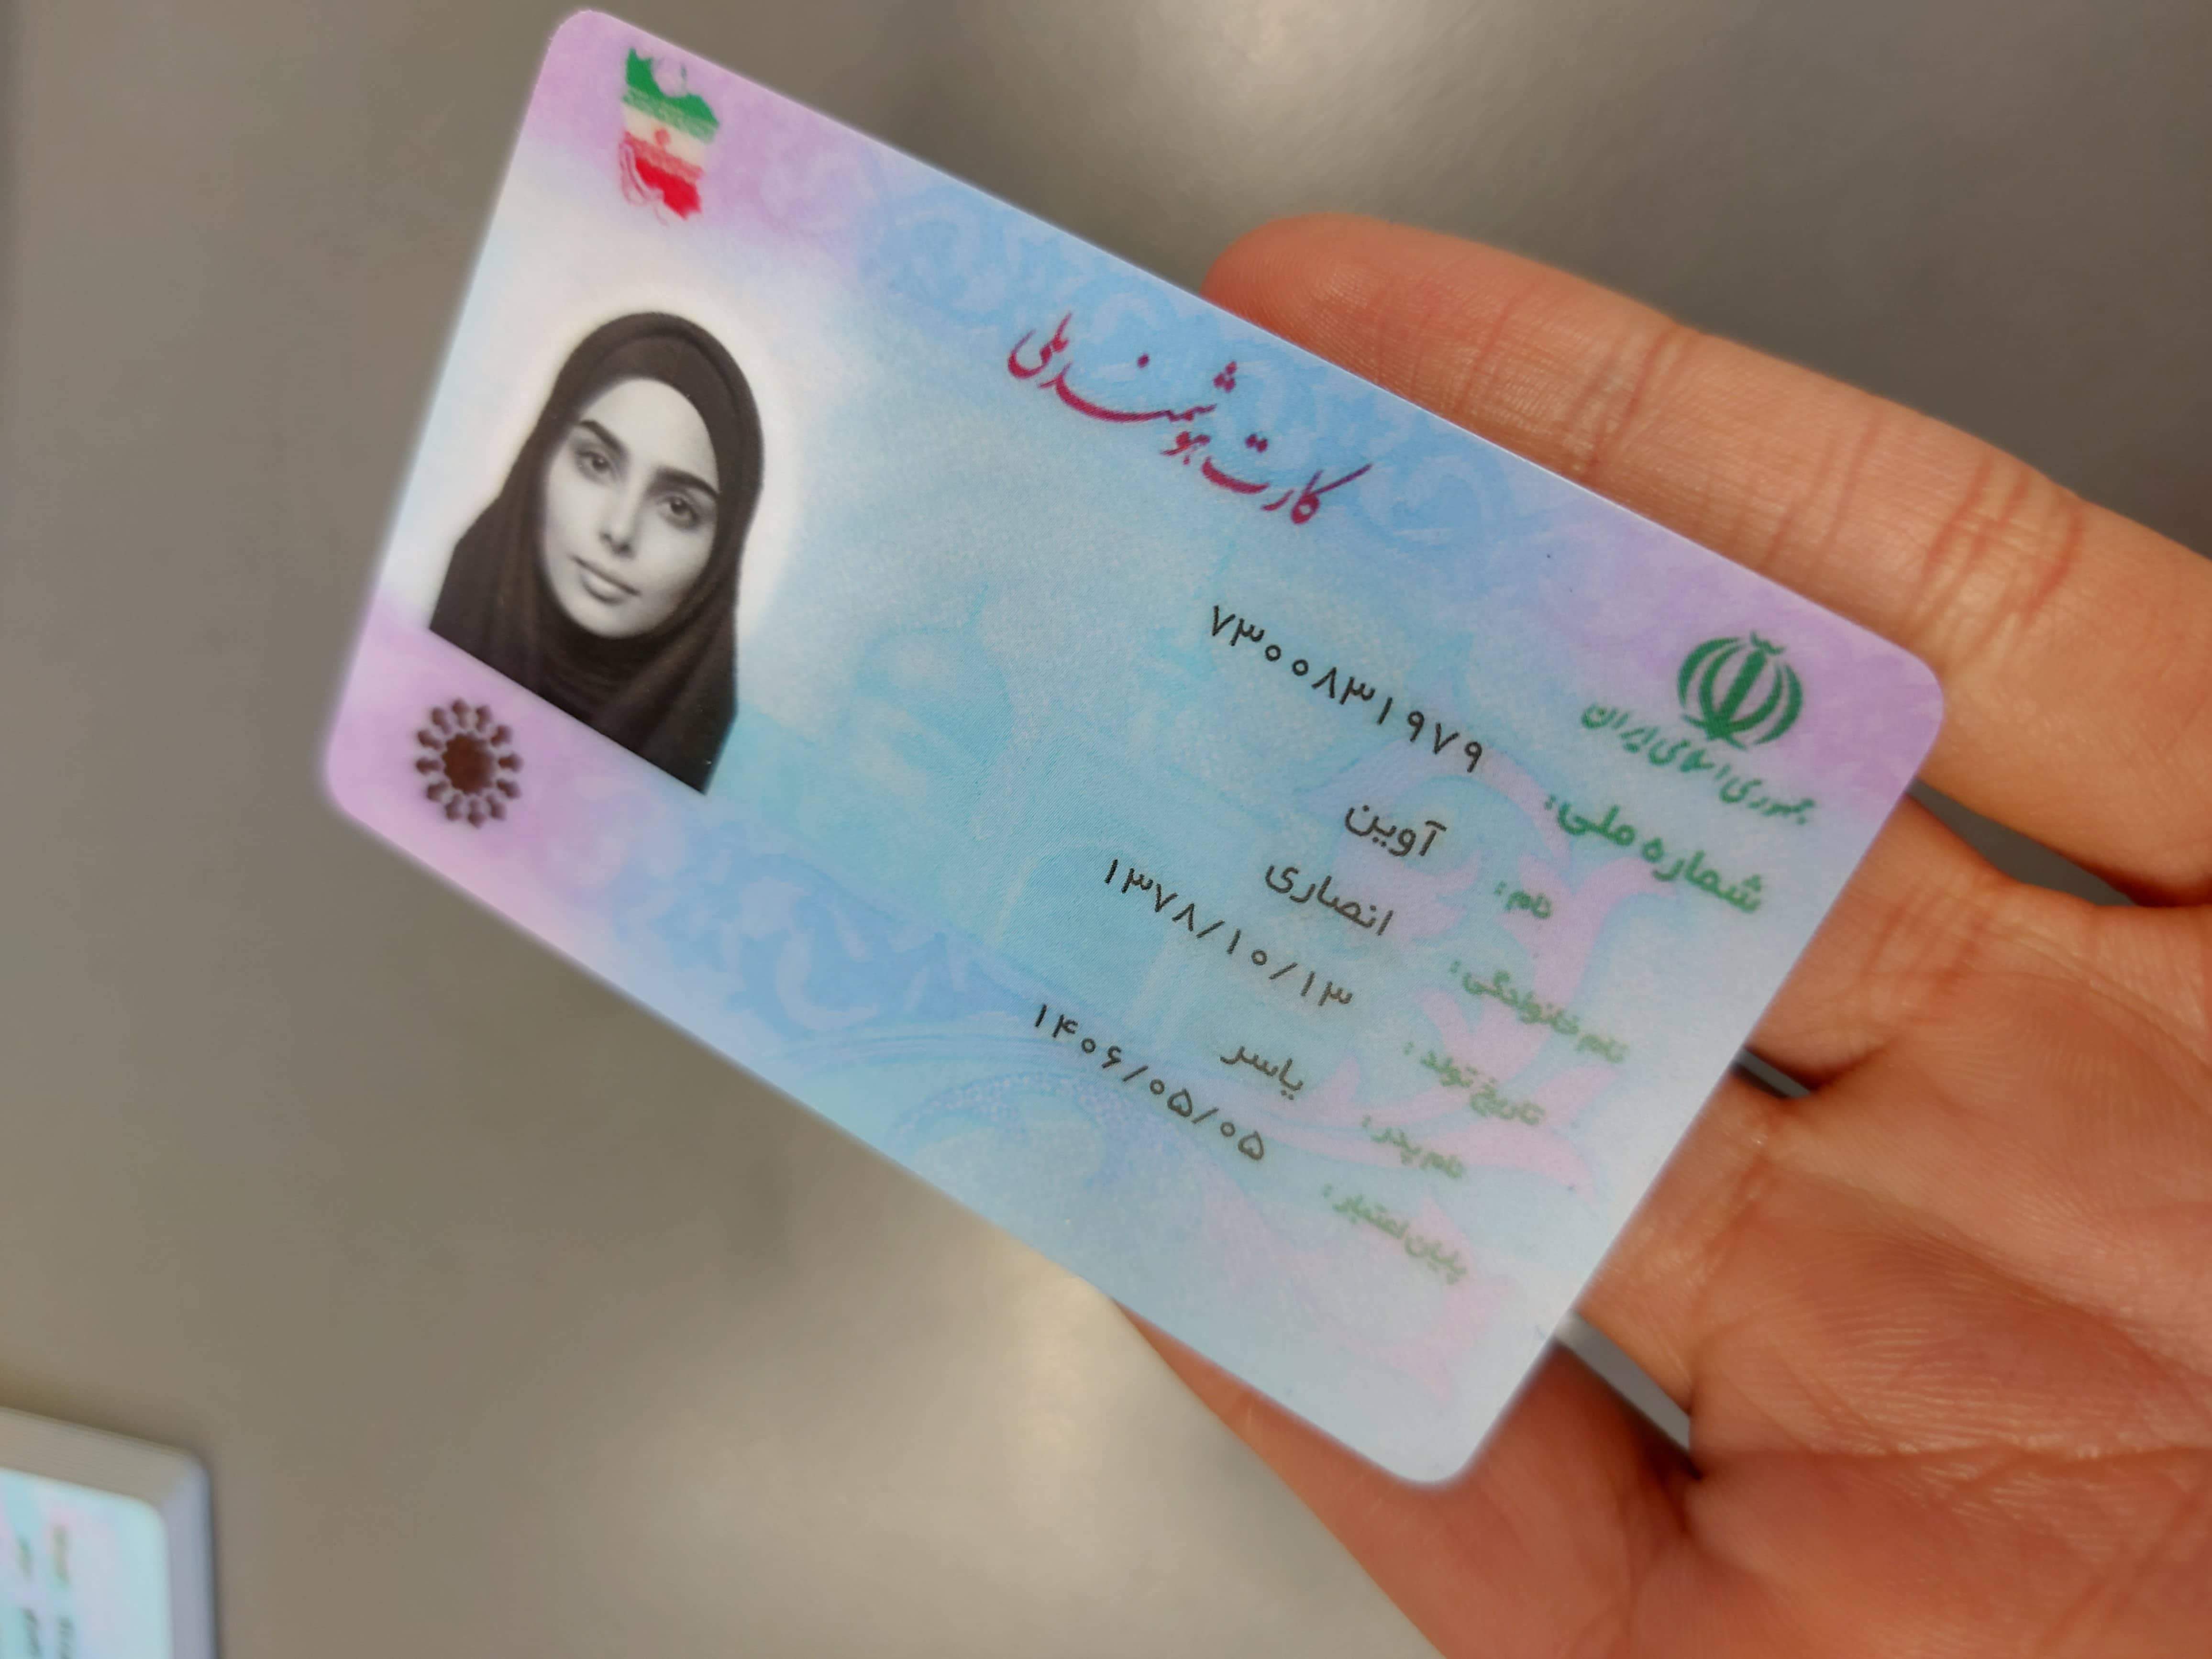 کارت هوشمند ملی
جمهوری اسلامی ایران
شماره ملی: ۷۳۰۰۸۳۱۹۷۹
نام: آوین
نام خانوادگی: انصاری
تاریخ تولد: ۱۳۷۸/۱۰/۱۳
نام پدر: یاسر
پایان اعتبار: ۱۴۰۶/۰۵/۰۵